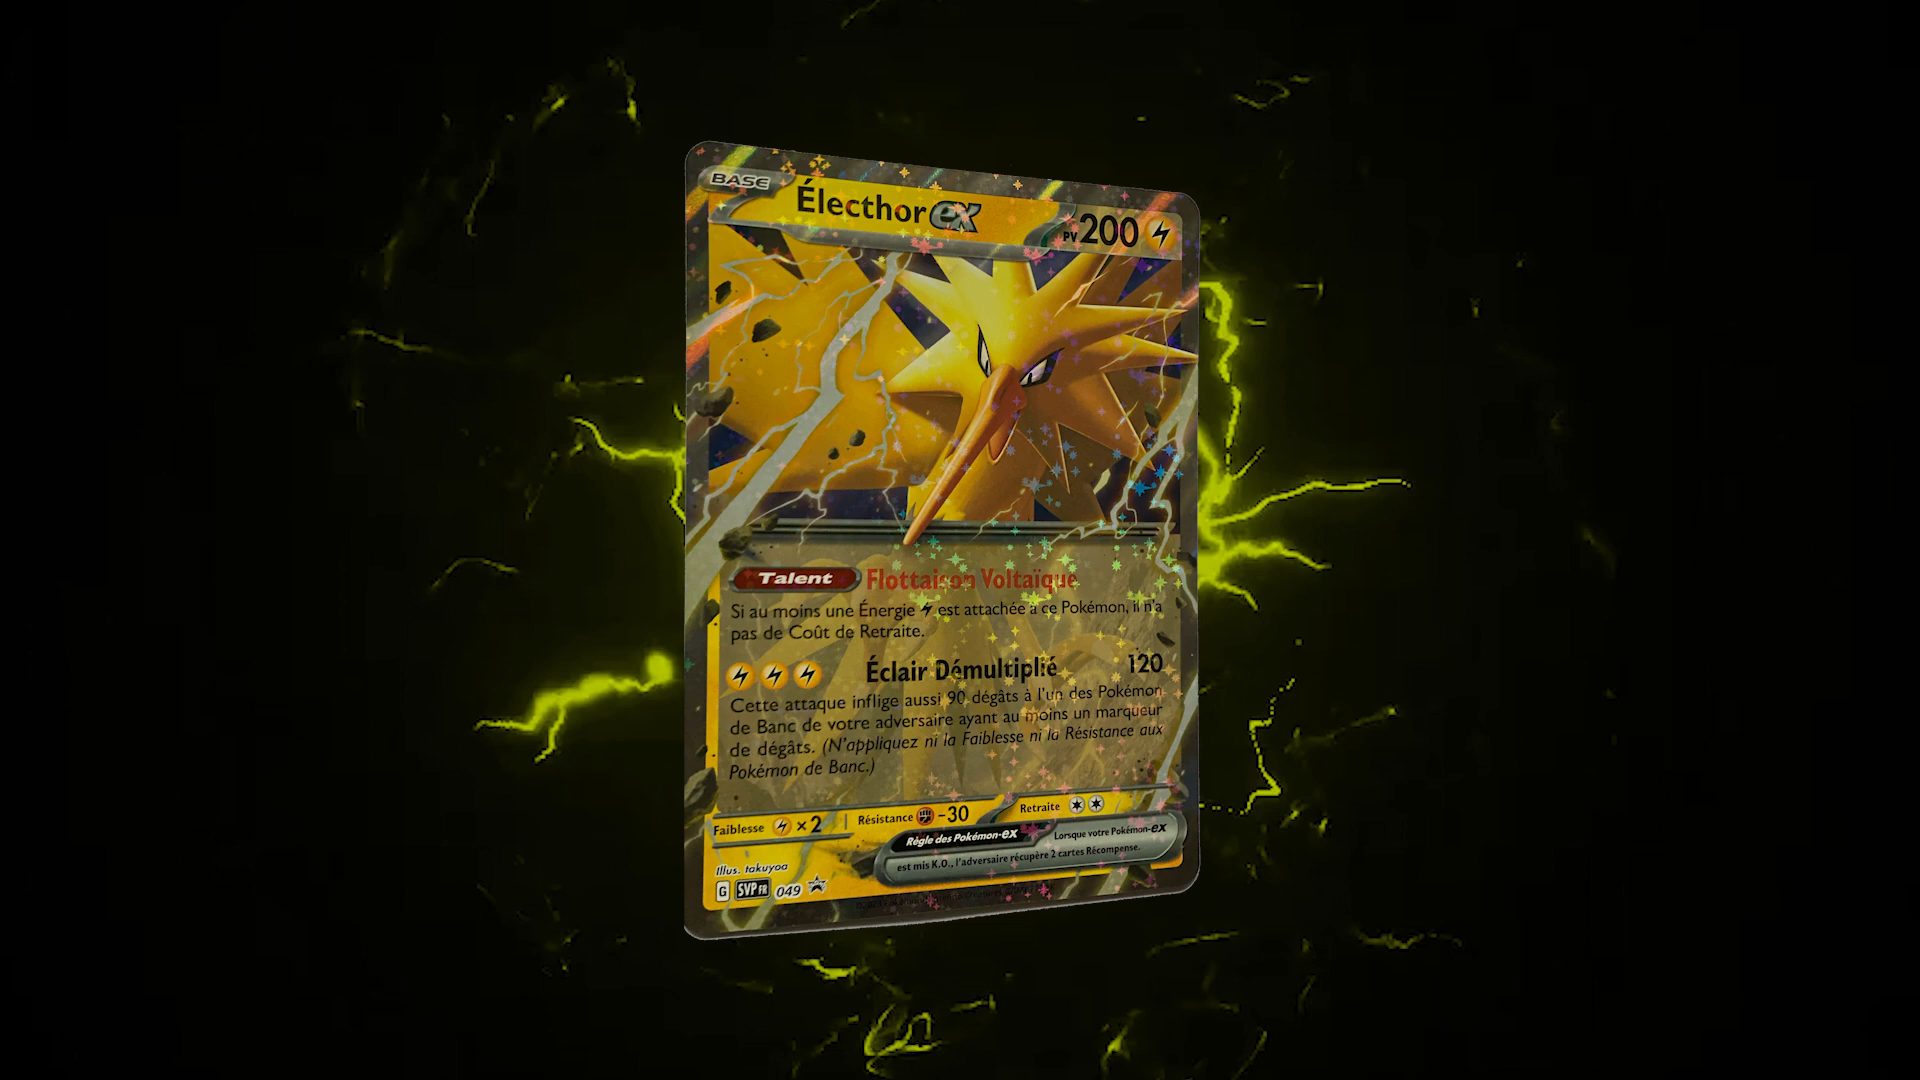 BASE
Électhor ex
PV 200
Talent Flottaison Voltaïque
Si au moins une Énergie est attachée à ce Pokémon, il n'a
pas de Coût de Retraite.
Éclair Démultiplié 120
Cette attaque inflige aussi 90 dégâts à l'un des Pokémon
de Banc de votre adversaire ayant au moins un marqueur
de dégâts. (N'appliquez ni la Faiblesse ni la Résistance aux
Pokémon de Banc.)
Faiblesse ×2 Résistance -30 Retraite
Règle des Pokémon-ex Lorsque votre Pokémon-ex
est mis K.O., l'adversaire récupère 2 cartes Récompense.
Illus. takuyoa
G SVP FR 049